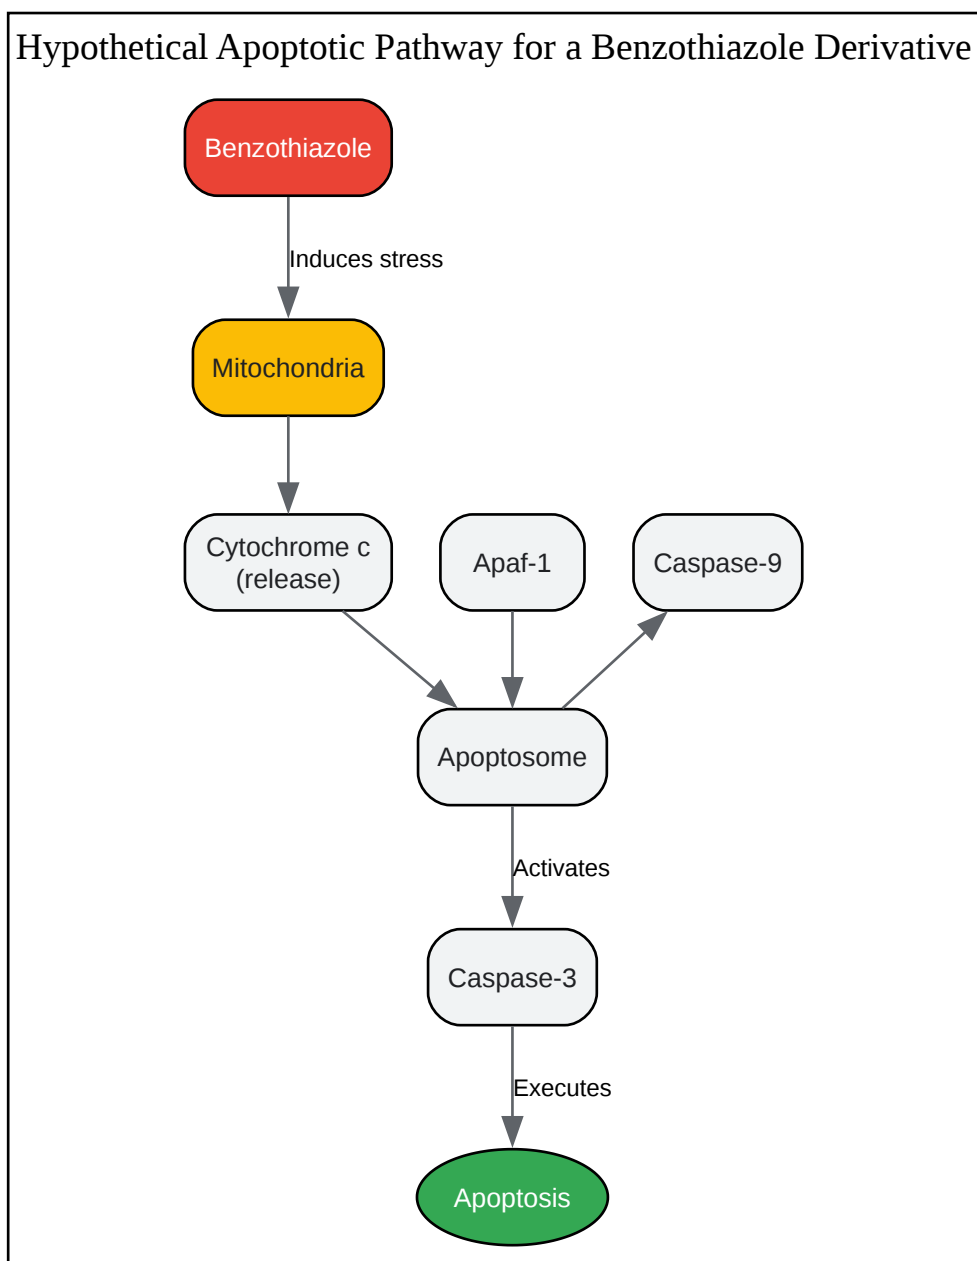 Hypothetical Apoptotic Pathway for a Benzothiazole Derivative
Benzothiazole
Induces stress
Mitochondria
Cytochrome c
(release)
Apaf-1
Caspase-9
Apoptosome
Activates
Caspase-3
Executes
Apoptosis